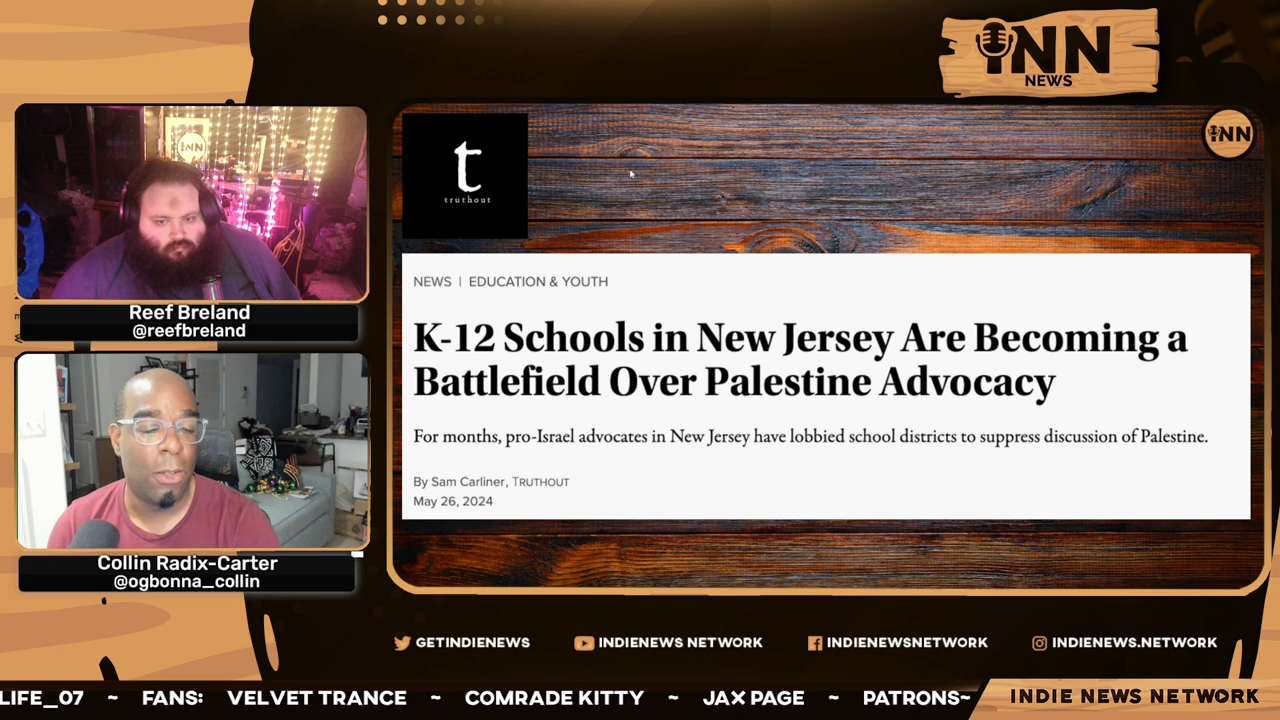 INN
NEWS
INN
t
truthout
NEWS | EDUCATION & YOUTH
K-12 Schools in New Jersey Are Becoming a
Battlefield Over Palestine Advocacy
For months, pro-Israel advocates in New Jersey have lobbied school districts to suppress discussion of Palestine.
By Sam Carliner, TRUTHOUT
May 26, 2024
INN
Reef Breland
@reefbreland
Collin Radix-Carter
@ogbonna_collin
GETINDIENEWS
INDIENEWS NETWORK
INDIENEWSNETWORK
INDIENEWS.NETWORK
LIFE_07 ~ FANS: VELVET TRANCE ~ COMRADE KITTY ~ JAX PAGE ~ PATRONS~
INDIE NEWS NETWORK